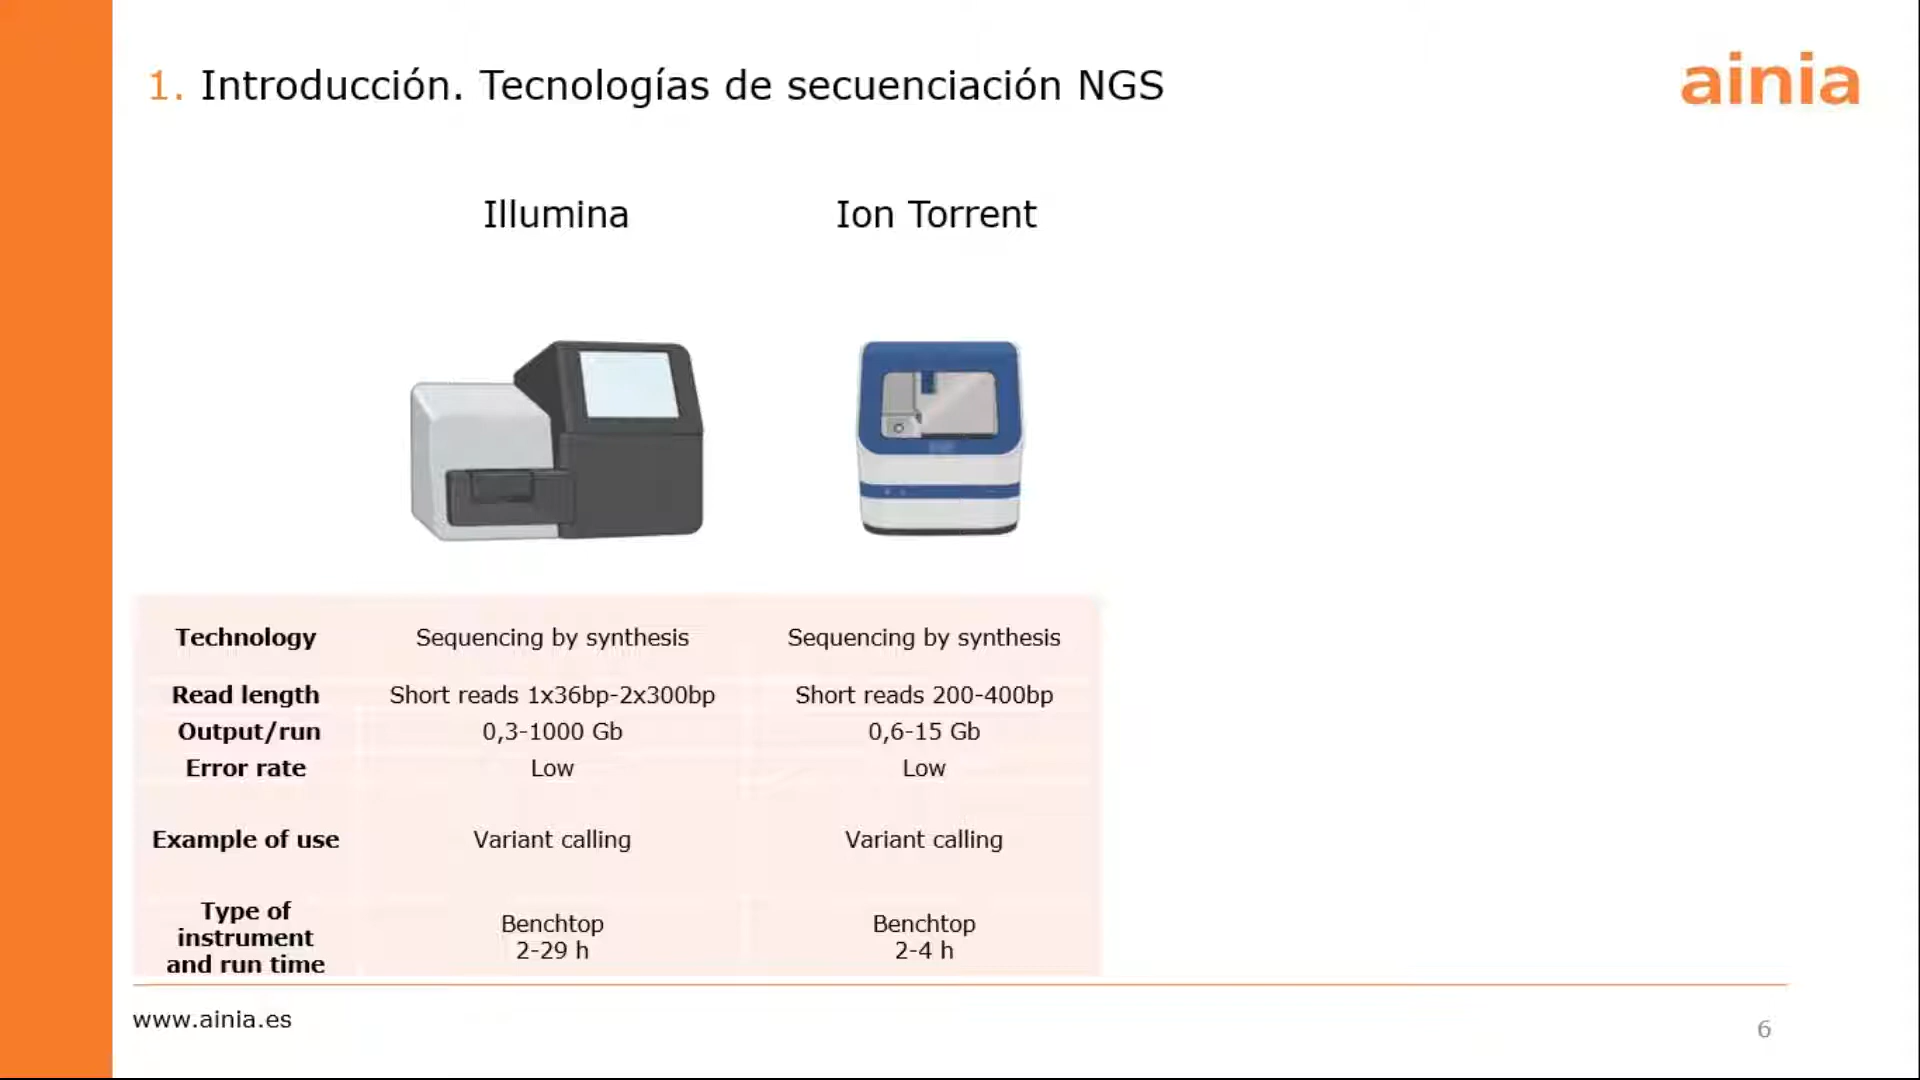 1. Introducción. Tecnologías de secuenciación NGS
ainia
Illumina
Ion Torrent
Technology
Sequencing by synthesis
Sequencing by synthesis
Read length
Short reads 1x36bp-2x300bp
Short reads 200-400bp
Output/run
0,3-1000 Gb
0,6-15 Gb
Error rate
Low
Low
Example of use
Variant calling
Variant calling
Type of
instrument
and run time
Benchtop
2-29 h
Benchtop
2-4 h
www.ainia.es
6